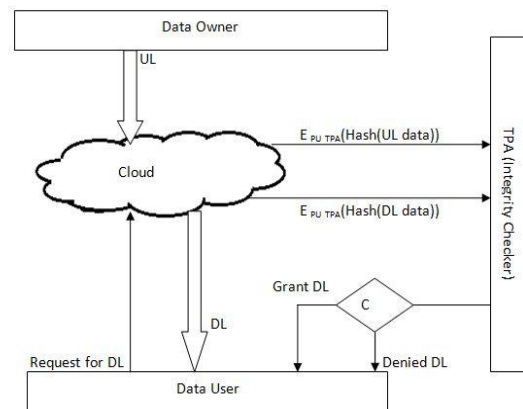 Data Owner
UL
E PU TPA(Hash(UL data))
Cloud
E PU TPA(Hash(DL data))
TPA (Integrity Checker)
Grant DL
C
DL
Request for DL
Denied DL
Data User